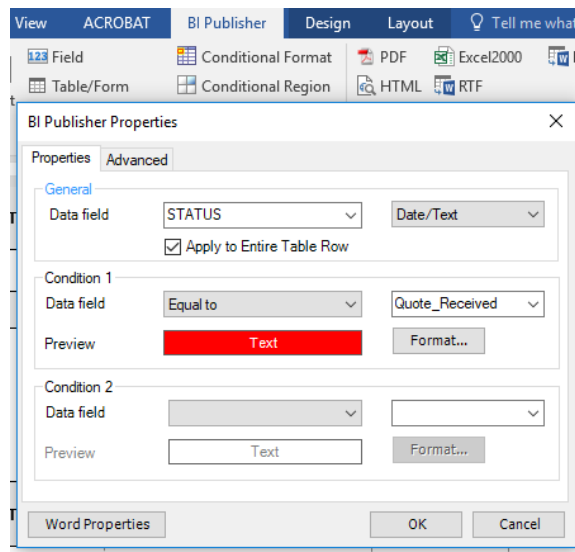 View ACROBAT BI Publisher Design Layout Tell me what
123 Field Conditional Format PDF Excel2000
Table/Form Conditional Region HTML RTF
BI Publisher Properties
Properties Advanced
General
Data field STATUS Date/Text
Apply to Entire Table Row
Condition 1
Data field Equal to Quote_Received
Preview Text Format...
Condition 2
Data field
Preview Text Format...
Word Properties OK Cancel